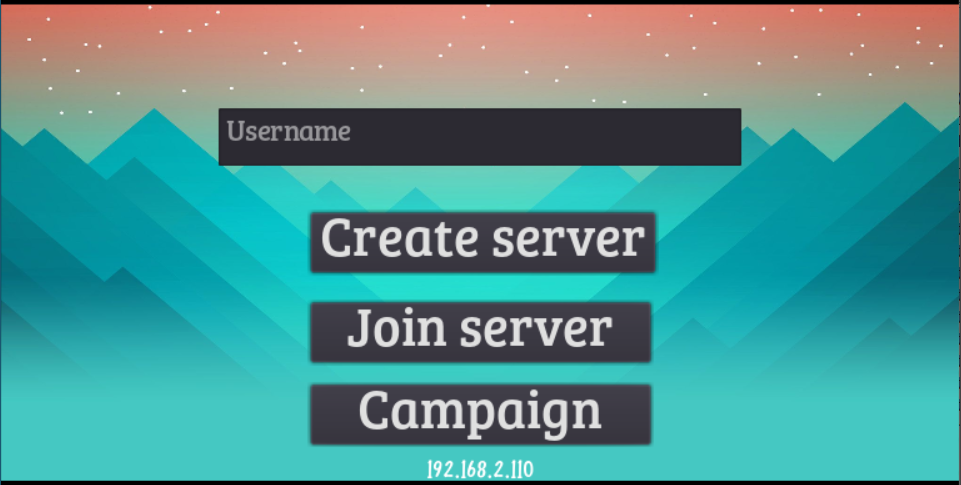 Username
Create server
Join server
Campaign
192.168.2.110